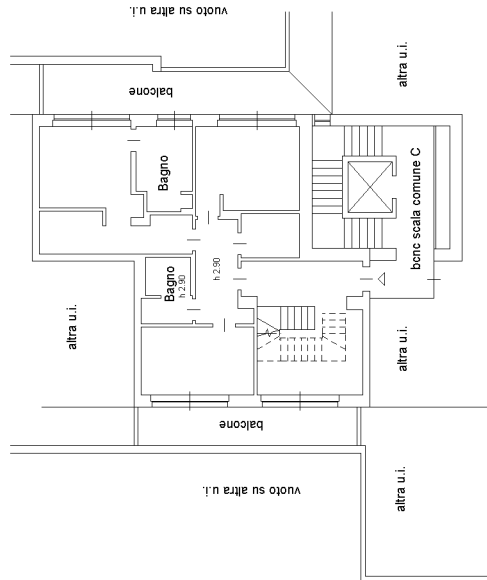 vuoto su altra u.i.
altra u.i.
balcone
Bagno
bcnc scala comune C
Bagno
h 2.90
h 2.90
altra u.i.
altra u.i.
balcone
vuoto su altra u.i.
altra u.i.